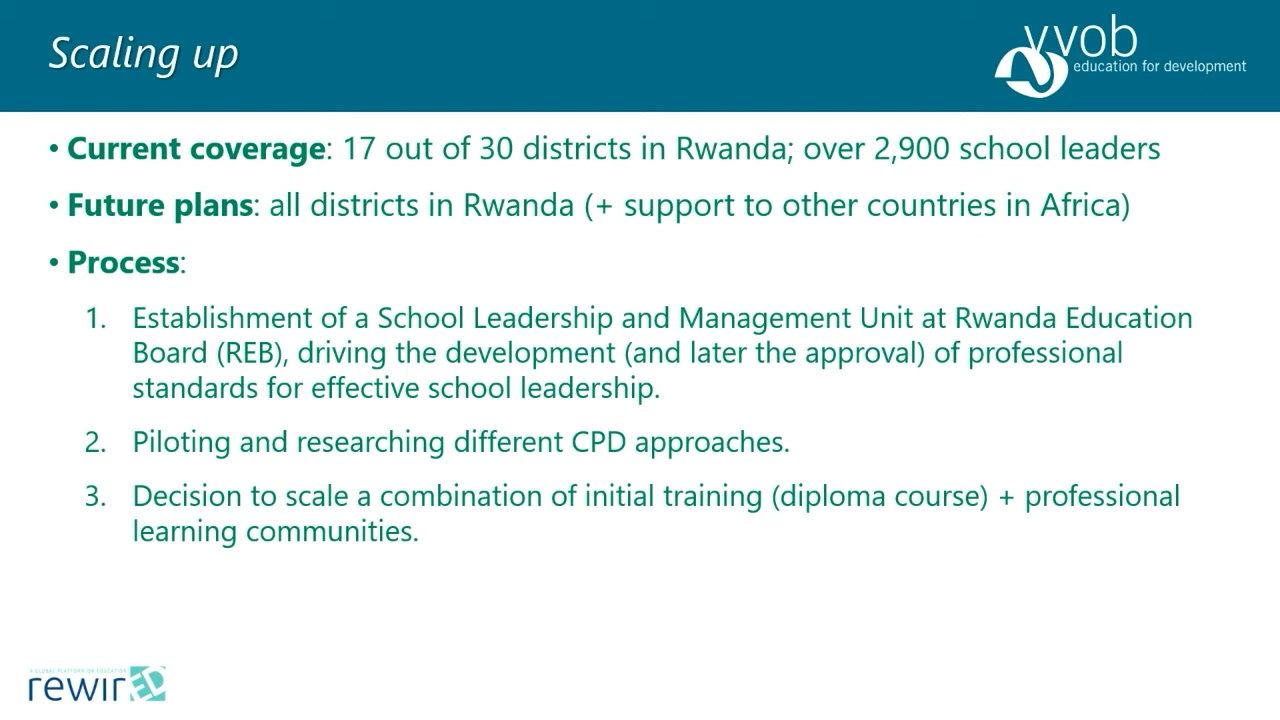 Scaling up
vvob
education for development
• Current coverage: 17 out of 30 districts in Rwanda; over 2,900 school leaders
• Future plans: all districts in Rwanda (+ support to other countries in Africa)
• Process:
1. Establishment of a School Leadership and Management Unit at Rwanda Education
Board (REB), driving the development (and later the approval) of professional
standards for effective school leadership.
2. Piloting and researching different CPD approaches.
3. Decision to scale a combination of initial training (diploma course) + professional
learning communities.
A GLOBAL PLATFORM ON EDUCATION
rewirED